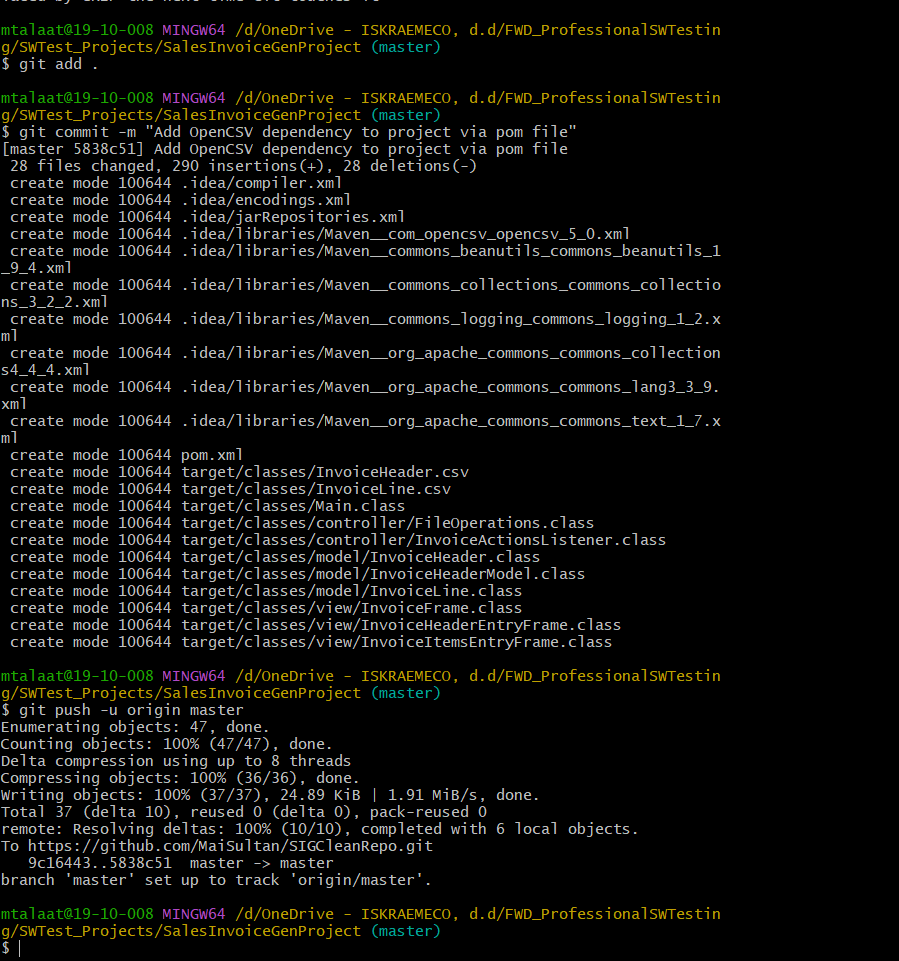 mtalaat@19-10-008 MINGW64 /d/OneDrive - ISKRAEMECO, d.d/FWD_ProfessionalSWTestin
g/SWTest_Projects/SalesInvoiceGenProject (master)
$ git add .
mtalaat@19-10-008 MINGW64 /d/OneDrive - ISKRAEMECO, d.d/FWD_ProfessionalSWTestin
g/SWTest_Projects/SalesInvoiceGenProject (master)
$ git commit -m "Add OpenCSV dependency to project via pom file"
[master 5838c51] Add OpenCSV dependency to project via pom file
 28 files changed, 290 insertions(+), 28 deletions(-)
 create mode 100644 .idea/compiler.xml
 create mode 100644 .idea/encodings.xml
 create mode 100644 .idea/jarRepositories.xml
 create mode 100644 .idea/libraries/Maven__com_opencsv_opencsv_5_0.xml
 create mode 100644 .idea/libraries/Maven__commons_beanutils_commons_beanutils_1
_9_4.xml
 create mode 100644 .idea/libraries/Maven__commons_collections_commons_collectio
ns_3_2_2.xml
 create mode 100644 .idea/libraries/Maven__commons_logging_commons_logging_1_2.x
ml
 create mode 100644 .idea/libraries/Maven__org_apache_commons_commons_collection
s4_4_4.xml
 create mode 100644 .idea/libraries/Maven__org_apache_commons_commons_lang3_3_9.
xml
 create mode 100644 .idea/libraries/Maven__org_apache_commons_commons_text_1_7.x
ml
 create mode 100644 pom.xml
 create mode 100644 target/classes/InvoiceHeader.csv
 create mode 100644 target/classes/InvoiceLine.csv
 create mode 100644 target/classes/Main.class
 create mode 100644 target/classes/controller/FileOperations.class
 create mode 100644 target/classes/controller/InvoiceActionsListener.class
 create mode 100644 target/classes/model/InvoiceHeader.class
 create mode 100644 target/classes/model/InvoiceHeaderModel.class
 create mode 100644 target/classes/model/InvoiceLine.class
 create mode 100644 target/classes/view/InvoiceFrame.class
 create mode 100644 target/classes/view/InvoiceHeaderEntryFrame.class
 create mode 100644 target/classes/view/InvoiceItemsEntryFrame.class
mtalaat@19-10-008 MINGW64 /d/OneDrive - ISKRAEMECO, d.d/FWD_ProfessionalSWTestin
g/SWTest_Projects/SalesInvoiceGenProject (master)
$ git push -u origin master
Enumerating objects: 47, done.
Counting objects: 100% (47/47), done.
Delta compression using up to 8 threads
Compressing objects: 100% (36/36), done.
Writing objects: 100% (37/37), 24.89 KiB | 1.91 MiB/s, done.
Total 37 (delta 10), reused 0 (delta 0), pack-reused 0
remote: Resolving deltas: 100% (10/10), completed with 6 local objects.
To https://github.com/MaiSultan/SIGCleanRepo.git
   9c16443..5838c51  master -> master
branch 'master' set up to track 'origin/master'.
mtalaat@19-10-008 MINGW64 /d/OneDrive - ISKRAEMECO, d.d/FWD_ProfessionalSWTestin
g/SWTest_Projects/SalesInvoiceGenProject (master)
$